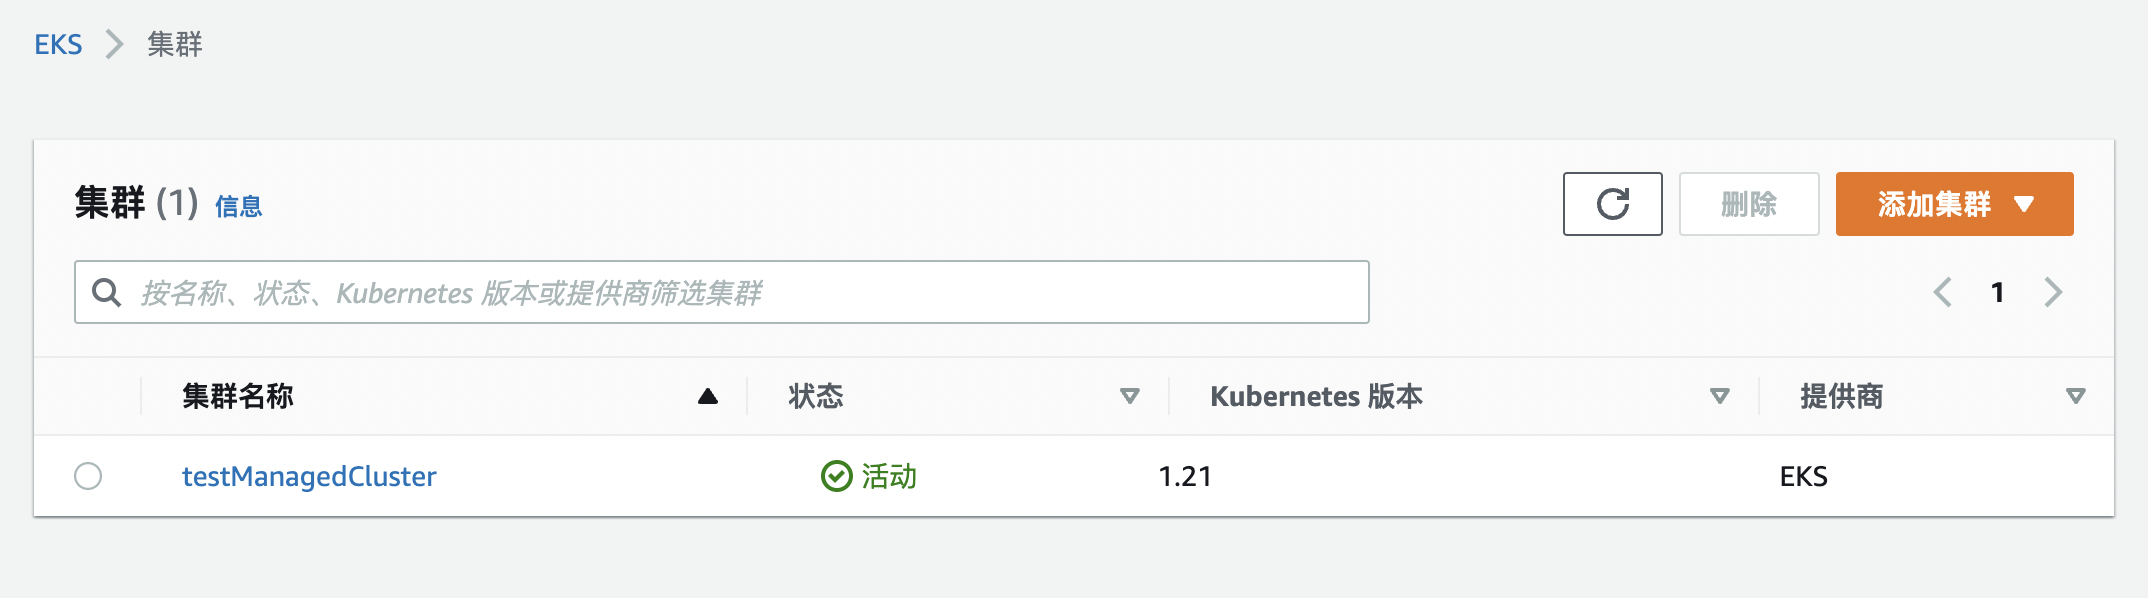 EKS 集群
集群 (1) 信息
删除
添加集群
按名称、状态、Kubernetes 版本或提供商筛选集群
1
集群名称 状态 Kubernetes 版本 提供商
testManagedCluster 活动 1.21 EKS